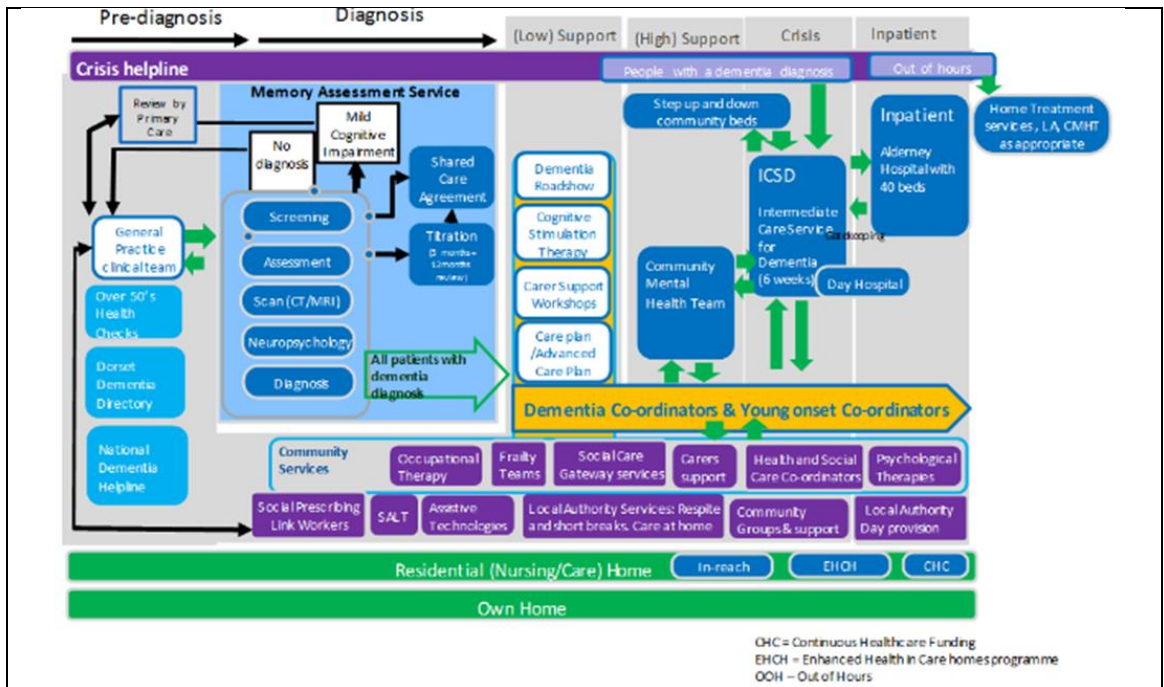 Pre-diagnosis
Diagnosis
(Low) Support
(High) Support
Crisis
Inpatient
Crisis helpline
People with a dementia diagnosis
Out of hours
Review by
Primary
Care
Memory Assessment Service
No
diagnosis
Mild
Cognitive
Impairment
Shared
Care
Agreement
Step up and down
community beds
Inpatient
Alderney
Hospital with
40 beds
Home Treatment
services, LA, CMHT
as appropriate
General
Practice
clinical team
Over 50's
Health
Checks
Dorset
Dementia
Directory
National
Dementia
Helpline
Screening
Assessment
Scan (CT/MRI)
Neuropsychology
Diagnosis
Titration
review)
All patients with
dementia
diagnosis
Dementia
Roadshow
Cognitive
Stimulation
Therapy
Carer Support
Workshops
Care plan
/Advanced
Care Plan
Community
Mental
Health Team
ICSD
Intermediate
Care Service
for
Dementia
(6 weeks)
Day Hospital
Dementia Co-ordinators & Young onset Co-ordinators
Community
Services
Occupational
Therapy
Frailty
Teams
Social Care
Gateway services
Carers
support
Health and Social
Care Co-ordinators
Psychological
Therapies
Social Prescribing
Link Workers
SALT
Assistive
Technologies
Local Authority Services: Respite
and short breaks. Care at home
Community
Groups & support
Local Authority
Day provision
Residential (Nursing/Care) Home
In-reach
EHCH
CHC
Own Home
CHC = Continuous Healthcare Funding
EHCH = Enhanced Health in Care homes programme
OOH – Out of Hours